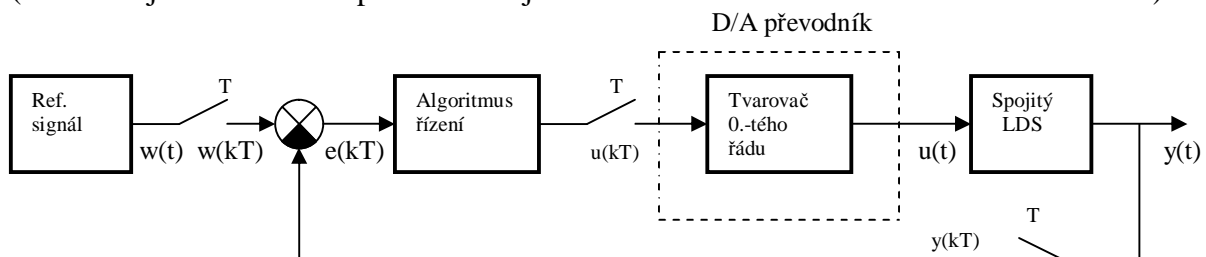 D/A převodník
Ref.
signál
T
w(t)
w(kT)
e(kT)
Algoritmus
řízení
T
u(kT)
Tvarovač
0.-tého
řádu
u(t)
Spojitý
LDS
y(t)
T
y(kT)